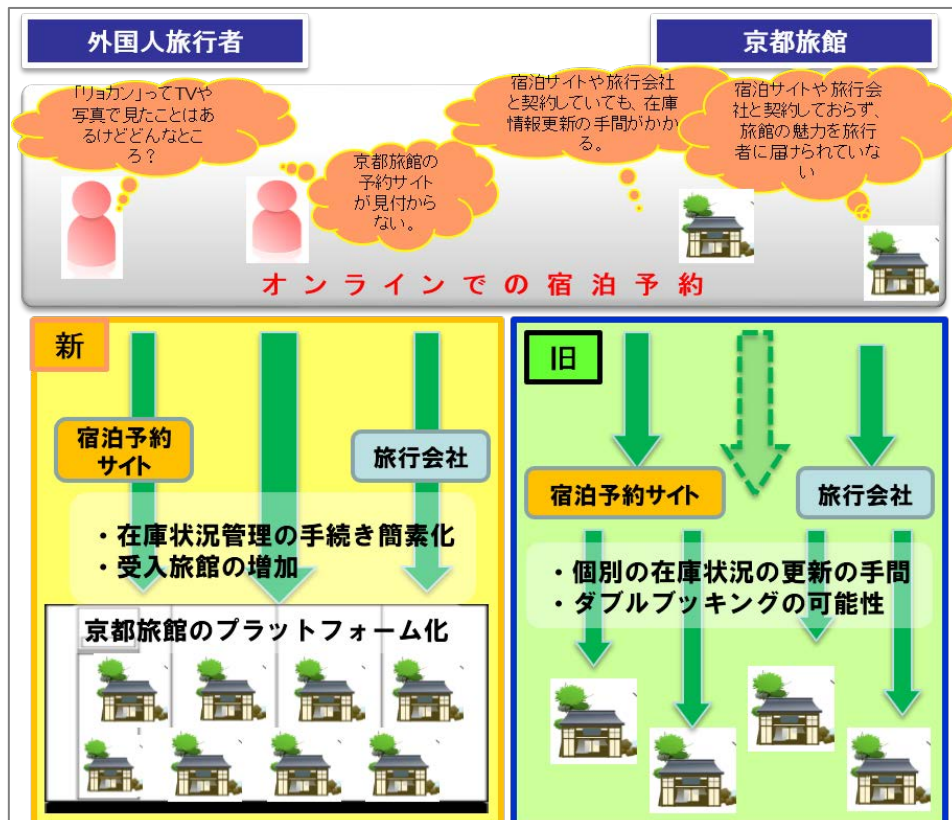 外国人旅行者
京都旅館
「リョカン」ってTVや
写真で見たことはあ
るけどどんなとこ
ろ？
京都旅館の
予約サイト
が見付から
ない。
宿泊サイトや旅行会社
と契約していても、在庫
情報更新の手間がかか
る。
宿泊サイトや旅行会
社と契約しておらず、
旅館の魅力を旅行
者に届けられていな
い
オンラインでの宿泊予約
新
宿泊予約
サイト
旅行会社
・在庫状況管理の手続き簡素化
・受入旅館の増加
京都旅館のプラットフォーム化
旧
宿泊予約サイト
旅行会社
・個別の在庫状況の更新の手間
・ダブルブッキングの可能性